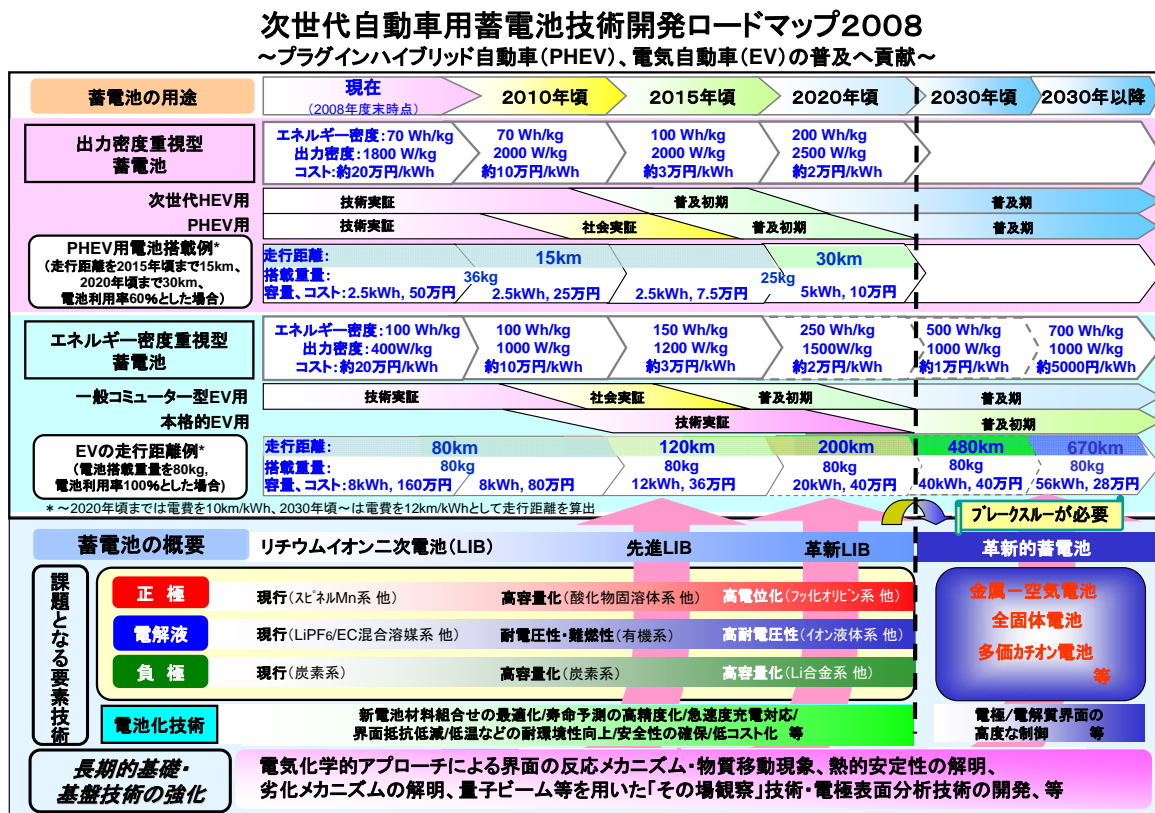 次世代自動車用蓄電池技術開発ロードマップ2008
～プラグインハイブリッド自動車(PHEV)、電気自動車(EV)の普及へ貢献～
蓄電池の用途
現在
(2008年度末時点)
2010年頃
2015年頃
2020年頃
2030年頃
2030年以降
出力密度重視型
蓄電池
エネルギー密度:70 Wh/kg
出力密度:1800 W/kg
コスト:約20万円/kWh
70 Wh/kg
2000 W/kg
約10万円/kWh
100 Wh/kg
2000 W/kg
約3万円/kWh
200 Wh/kg
2500 W/kg
約2万円/kWh
次世代HEV用
技術実証
普及初期
普及期
PHEV用
技術実証
社会実証
普及初期
普及期
PHEV用電池搭載例*
(走行距離を2015年頃まで15km、
2020年頃まで30km、
電池利用率60%とした場合)
走行距離:
15km
30km
搭載重量:
36kg
25kg
容量、コスト:2.5kWh, 50万円
2.5kWh, 25万円
2.5kWh, 7.5万円
5kWh, 10万円
エネルギー密度重視型
蓄電池
エネルギー密度:100 Wh/kg
出力密度:400W/kg
コスト:約20万円/kWh
100 Wh/kg
1000 W/kg
約10万円/kWh
150 Wh/kg
1200 W/kg
約3万円/kWh
250 Wh/kg
1500W/kg
約2万円/kWh
500 Wh/kg
1000 W/kg
約1万円/kWh
700 Wh/kg
1000 W/kg
約5000円/kWh
一般コミューター型EV用
技術実証
社会実証
普及初期
普及期
本格的EV用
技術実証
普及初期
EVの走行距離例*
(電池搭載重量を80kg,
電池利用率100%とした場合)
走行距離:
80km
120km
200km
480km
670km
搭載重量:
80kg
80kg
80kg
80kg
80kg
容量、コスト:8kWh, 160万円
8kWh, 80万円
12kWh, 36万円
20kWh, 40万円
40kWh, 40万円
56kWh, 28万円
* ～2020年頃までは電費を10km/kWh、2030年頃～は電費を12km/kWhとして走行距離を算出
ブレークスルーが必要
蓄電池の概要
リチウムイオン二次電池(LIB)
先進LIB
革新LIB
革新的蓄電池
課題となる要素技術
正 極
現行(スピネルMn系 他)
高容量化(酸化物固溶体系 他)
高電位化(フッ化オリビン系 他)
電解液
現行(LiPF6/EC混合溶媒系 他)
耐電圧性・難燃性(有機系)
高耐電圧性(イオン液体系 他)
負 極
現行(炭素系)
高容量化(炭素系)
高容量化(Li合金系 他)
金属－空気電池
全固体電池
多価カチオン電池
等
電池化技術
新電池材料組合せの最適化/寿命予測の高精度化/急速度充電対応/
界面抵抗低減/低温などの耐環境性向上/安全性の確保/低コスト化 等
電極/電解質界面の
高度な制御 等
長期的基礎・
基盤技術の強化
電気化学的アプローチによる界面の反応メカニズム・物質移動現象、熱的安定性の解明、
劣化メカニズムの解明、量子ビーム等を用いた「その場観察」技術・電極表面分析技術の開発、等